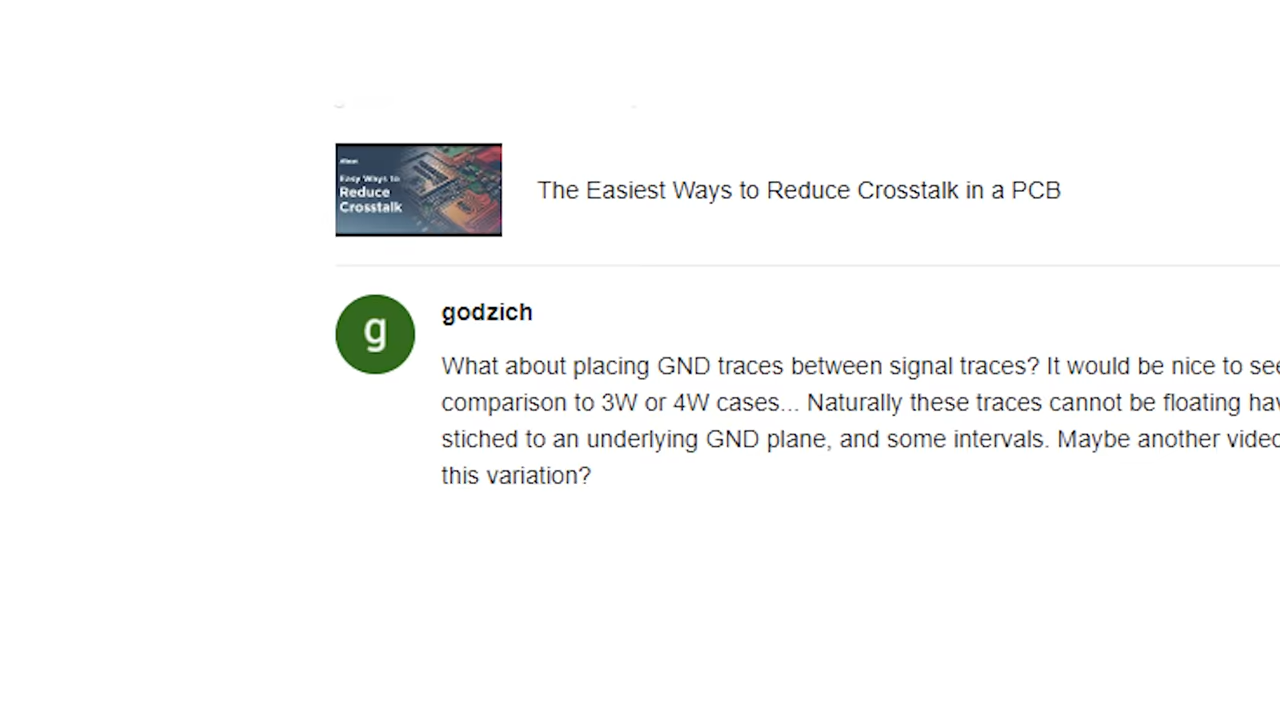 Easy Ways to
Reduce
Crosstalk
The Easiest Ways to Reduce Crosstalk in a PCB
g
godzich
What about placing GND traces between signal traces? It would be nice to see
comparison to 3W or 4W cases... Naturally these traces cannot be floating
stiched to an underlying GND plane, and some intervals. Maybe another video
this variation?